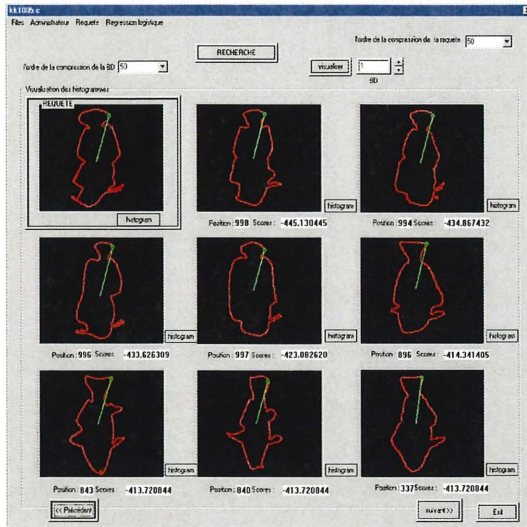 kk1005.c
Files Administrateur Requete Regression logistique
l'ordre de la compression de la requete 50
RECHERCHE
l'ordre de la compression de la BD 50
visualiser 1
BD
Visualisation des histogrammes
REQUETE
histogram
histogram
histogram
Position : 998 Scores : -445.130445
Position : 994 Scores : -434.867432
histogram
histogram
histogram
Position : 996 Scores : -433.626309
Position : 997 Scores : -423.082620
Position : 896 Scores : -414.341405
histogram
histogram
histogram
Position : 843 Scores : -413.720844
Position : 840 Scores : -413.720844
Position : 337 Scores : -413.720844
<< Précédent
suivant >>
Exit